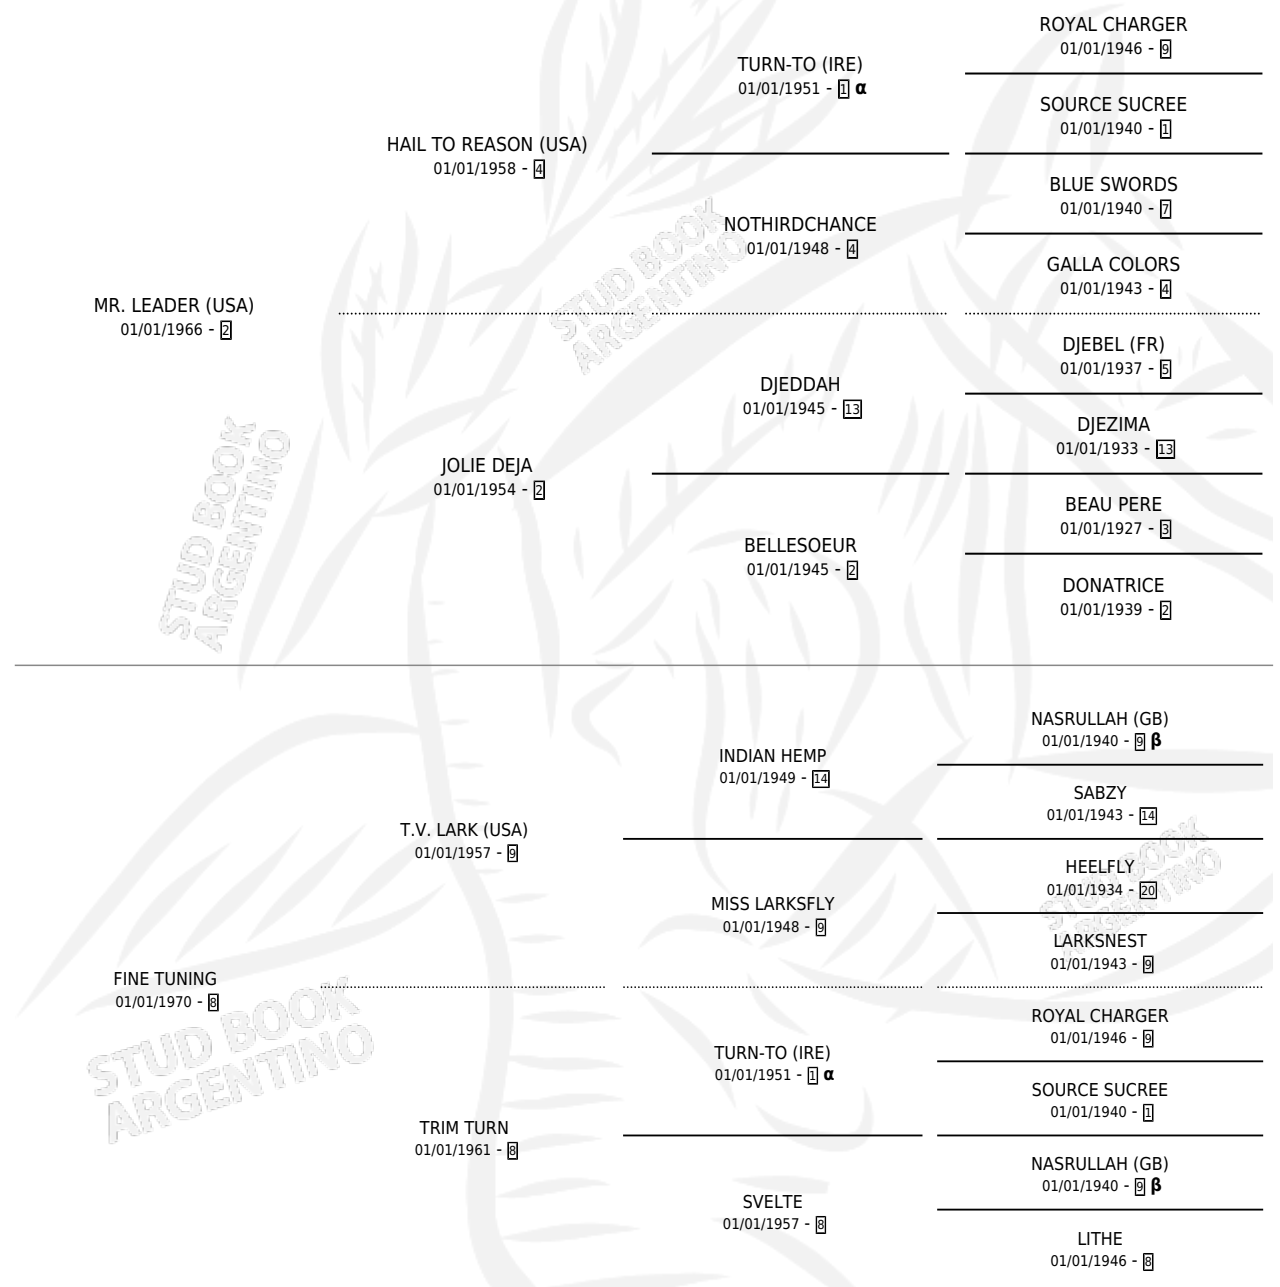 MR. LEADER (USA)
01/01/1966 - 2
HAIL TO REASON (USA)
01/01/1958 - 4
TURN-TO (IRE)
01/01/1951 - 1 α
ROYAL CHARGER
01/01/1946 - 9
SOURCE SUCREE
01/01/1940 - 1
NOTHIRDCHANCE
01/01/1948 - 4
BLUE SWORDS
01/01/1940 - 7
GALLA COLORS
01/01/1943 - 4
JOLIE DEJA
01/01/1954 - 2
DJEDDAH
01/01/1945 - 13
DJEBEL (FR)
01/01/1937 - 5
DJEZIMA
01/01/1933 - 13
BELLESOEUR
01/01/1945 - 2
BEAU PERE
01/01/1927 - 3
DONATRICE
01/01/1939 - 2
FINE TUNING
01/01/1970 - 8
T.V. LARK (USA)
01/01/1957 - 9
INDIAN HEMP
01/01/1949 - 14
NASRULLAH (GB)
01/01/1940 - 9 β
SABZY
01/01/1943 - 14
MISS LARKSFLY
01/01/1948 - 9
HEELFLY
01/01/1934 - 20
LARKSNEST
01/01/1943 - 9
TRIM TURN
01/01/1961 - 8
TURN-TO (IRE)
01/01/1951 - 1 α
ROYAL CHARGER
01/01/1946 - 9
SOURCE SUCREE
01/01/1940 - 1
SVELTE
01/01/1957 - 8
NASRULLAH (GB)
01/01/1940 - 9 β
LITHE
01/01/1946 - 8
STUD BOOK
ARGENTINO
STUD BOOK
ARGENTINO
STUD BOOK
ARGENTINO
STUD BOOK
ARGENTINO